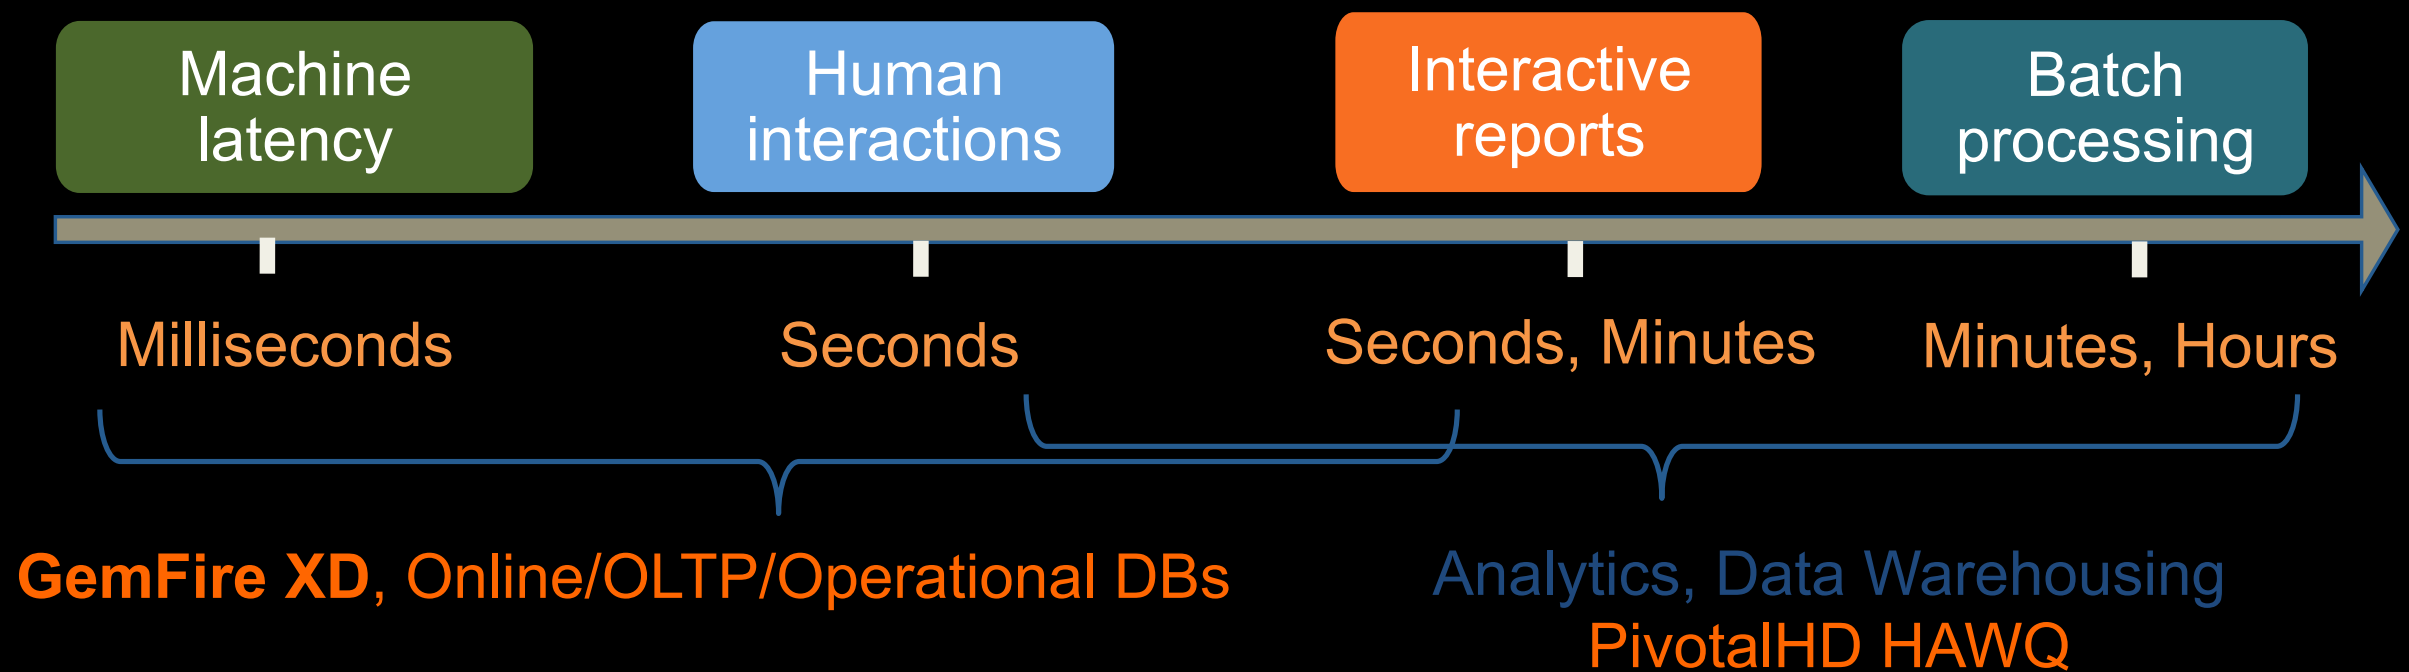 Machine
latency
Human
interactions
Interactive
reports
Batch
processing
Milliseconds
Seconds
Seconds, Minutes
Minutes, Hours
GemFire XD, Online/OLTP/Operational DBs
Analytics, Data Warehousing
PivotalHD HAWQ